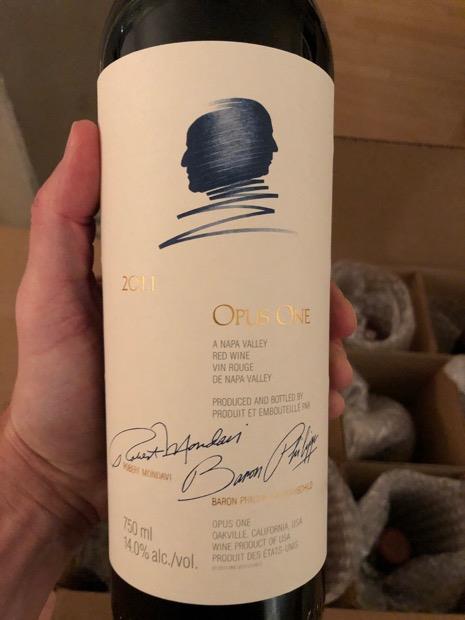 2011
OPUS ONE
A NAPA VALLEY
RED WINE
VIN ROUGE
DE NAPA VALLEY
PRODUCED AND BOTTLED BY
PRODUIT ET EMBOUTEILLE PAR
Robert Mondavi
ROBERT MONDAVI
Baron Philippe
BARON
750 ml
14.0% alc./vol.
OPUS ONE
OAKVILLE, CALIFORNIA, USA
WINE PRODUCT OF USA
PRODUIT DES ÉTATS-UNIS